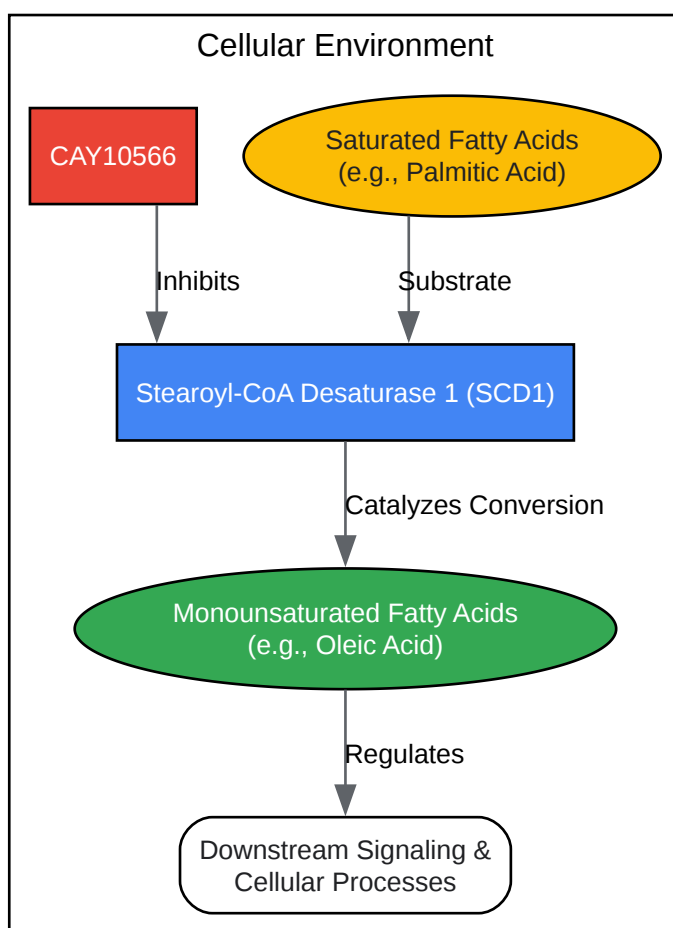 Cellular Environment
CAY10566
Saturated Fatty Acids
(e.g., Palmitic Acid)
Inhibits
Substrate
Stearoyl-CoA Desaturase 1 (SCD1)
Catalyzes Conversion
Monounsaturated Fatty Acids
(e.g., Oleic Acid)
Regulates
Downstream Signaling &
Cellular Processes